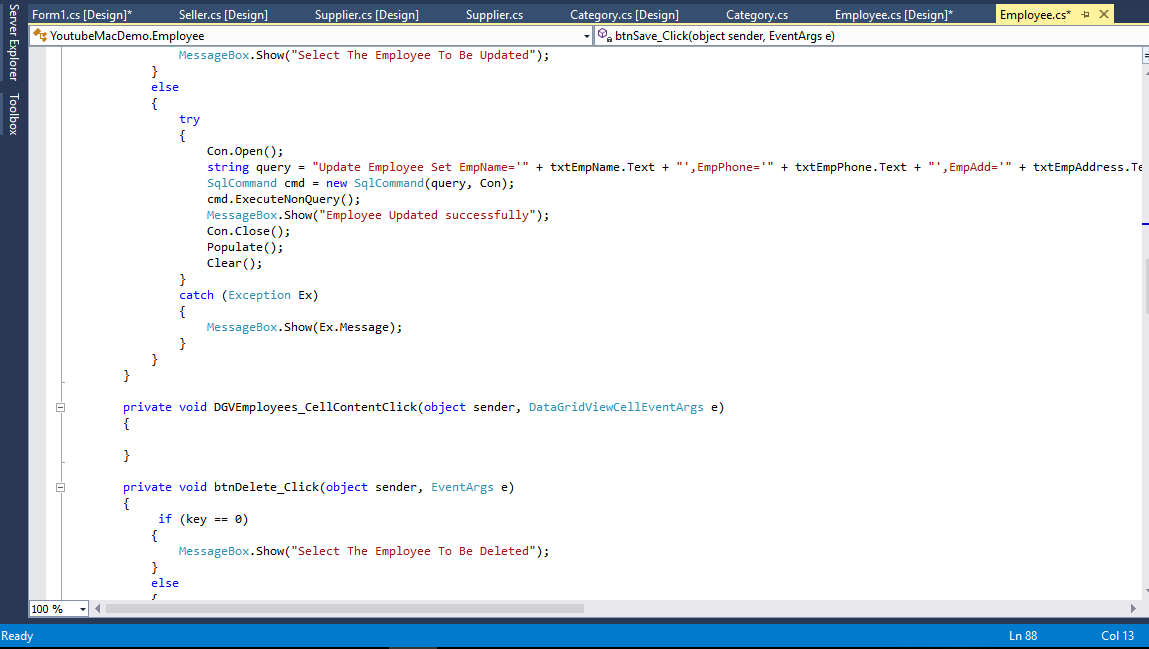 Server Explorer
Toolbox
Form1.cs [Design]* Seller.cs [Design] Supplier.cs [Design] Supplier.cs Category.cs [Design] Category.cs Employee.cs [Design]* Employee.cs*
YoutubeMacDemo.Employee btnSave_Click(object sender, EventArgs e)
MessageBox.Show("Select The Employee To Be Updated");
}
else
{
try
{
Con.Open();
string query = "Update Employee Set EmpName='" + txtEmpName.Text + "',EmpPhone='" + txtEmpPhone.Text + "',EmpAdd='" + txtEmpAddress.Te
SqlCommand cmd = new SqlCommand(query, Con);
cmd.ExecuteNonQuery();
MessageBox.Show("Employee Updated successfully");
Con.Close();
Populate();
Clear();
}
catch (Exception Ex)
{
MessageBox.Show(Ex.Message);
}
}
}
private void DGVEmployees_CellContentClick(object sender, DataGridViewCellEventArgs e)
{
}
private void btnDelete_Click(object sender, EventArgs e)
{
if (key == 0)
{
MessageBox.Show("Select The Employee To Be Deleted");
}
else
{
100 %
Ready Ln 88 Col 13